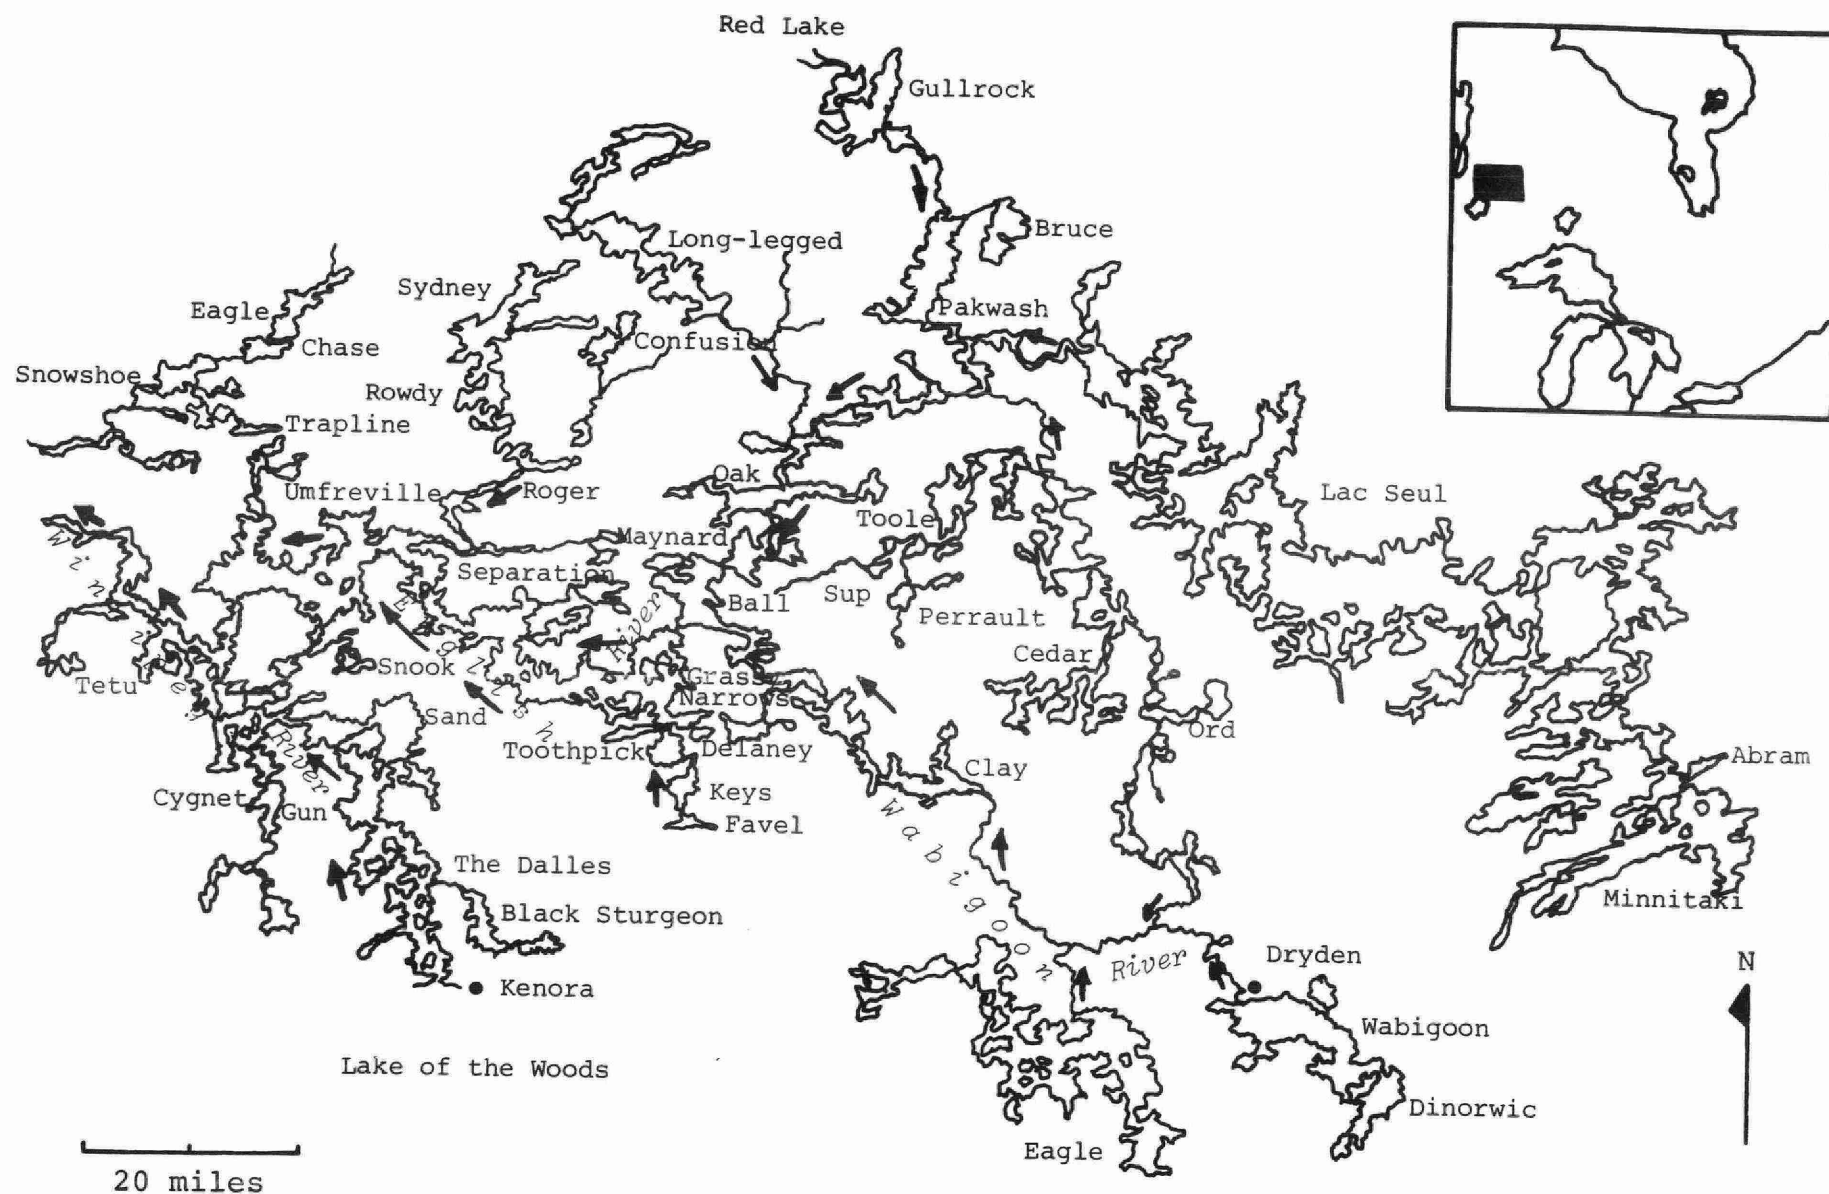 Red Lake
Gullrock
Bruce
Long-legged
Sydney
Eagle
Pakwash
Confusion
Chase
Snowshoe
Rowdy
Trapline
Oak
Umfreville
Roger
Lac Seul
Toole
Maynard
Separation
Sup
Ball
Perrault
English
River
Winnipeg
River
Cedar
Snook
Tetu
Grassy
Narrows
Sand
Ord
Toothpick
Delaney
Clay
Abram
Cygnet
Gun
Keys
Favel
Wabigoon
River
The Dalles
Minnitaki
Black Sturgeon
Dryden
N
Kenora
Wabigoon
Lake of the Woods
Dinorwic
Eagle
20 miles